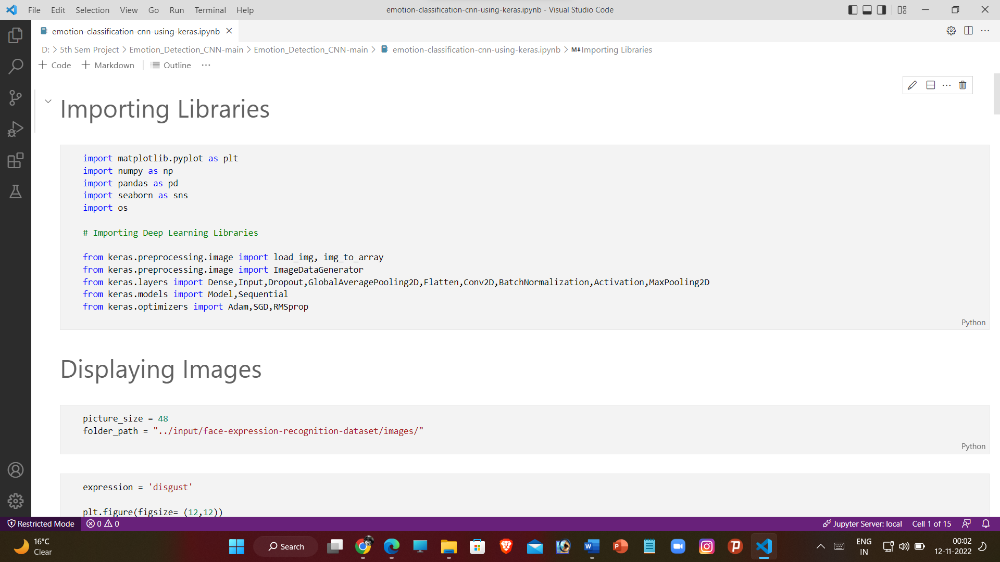 File Edit Selection View Go Run Terminal Help
emotion-classification-cnn-using-keras.ipynb - Visual Studio Code
emotion-classification-cnn-using-keras.ipynb
D: > 5th Sem Project > Emotion_Detection_CNN-main > Emotion_Detection_CNN-main > emotion-classification-cnn-using-keras.ipynb > M↓Importing Libraries
+ Code + Markdown Outline ...
Importing Libraries
import matplotlib.pyplot as plt
import numpy as np
import pandas as pd
import seaborn as sns
import os
# Importing Deep Learning Libraries
from keras.preprocessing.image import load_img, img_to_array
from keras.preprocessing.image import ImageDataGenerator
from keras.layers import Dense,Input,Dropout,GlobalAveragePooling2D,Flatten,Conv2D,BatchNormalization,Activation,MaxPooling2D
from keras.models import Model,Sequential
from keras.optimizers import Adam,SGD,RMSprop
Python
Displaying Images
picture_size = 48
folder_path = "../input/face-expression-recognition-dataset/images/"
Python
expression = 'disgust'
plt.figure(figsize= (12,12))
Restricted Mode 0 0 Jupyter Server: local Cell 1 of 15
16°C
Clear
Search
ENG
IN
00:02
12-11-2022